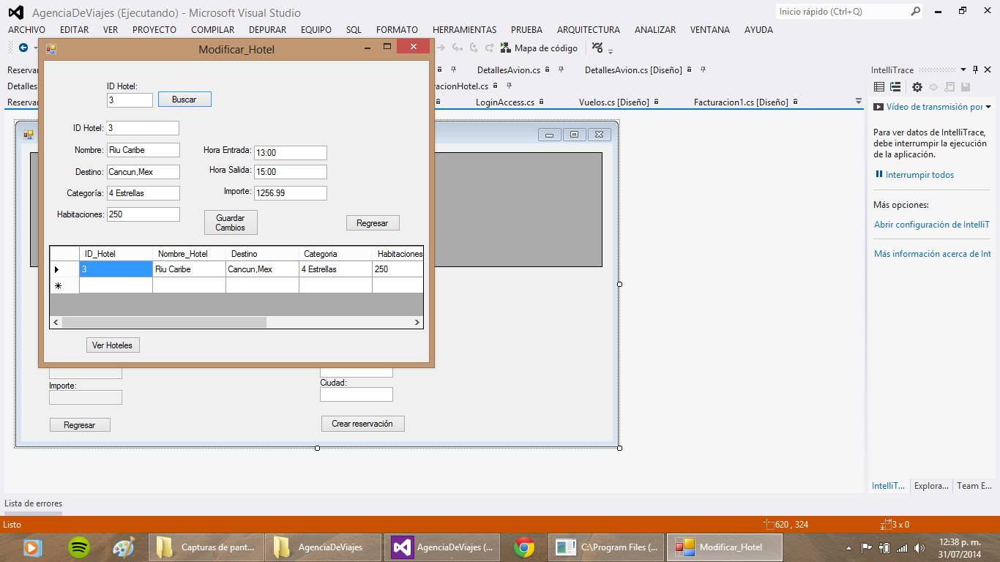 AgenciaDeViajes (Ejecutando) - Microsoft Visual Studio
Inicio rápido (Ctrl+Q)
ARCHIVO EDITAR VER PROYECTO COMPILAR DEPURAR EQUIPO SQL FORMATO HERRAMIENTAS PRUEBA ARQUITECTURA ANALIZAR VENTANA AYUDA
Mapa de código
DetallesAvion.cs DetallesAvion.cs [Diseño]
LoginAccess.cs Vuelos.cs [Diseño] Facturacion1.cs [Diseño]
Modificar_Hotel
ID Hotel:
3 Buscar
ID Hotel: 3
Nombre: Riu Caribe
Hora Entrada: 13:00
Destino: Cancun,Mex
Hora Salida: 15:00
Categoría: 4 Estrellas
Importe: 1256.99
Habitaciones: 250
Guardar
Cambios
Regresar
ID_Hotel Nombre_Hotel Destino Categoria Habitaciones
3 Riu Caribe Cancun,Mex 4 Estrellas 250
Ver Hoteles
Importe:
Ciudad:
Regresar
Crear reservación
IntelliTrace
Vídeo de transmisión por
Para ver datos de IntelliTrace,
debe interrumpir la ejecución
de la aplicación.
Interrumpir todos
Más opciones:
Abrir configuración de IntelliT
Más información acerca de Int
IntelliT... Explora... Team E...
Lista de errores
Listo
620 , 324
3 x 0
Capturas de pant... AgenciaDeViajes AgenciaDeViajes (... C:\Program Files (... Modificar_Hotel
12:38 p. m.
31/07/2014